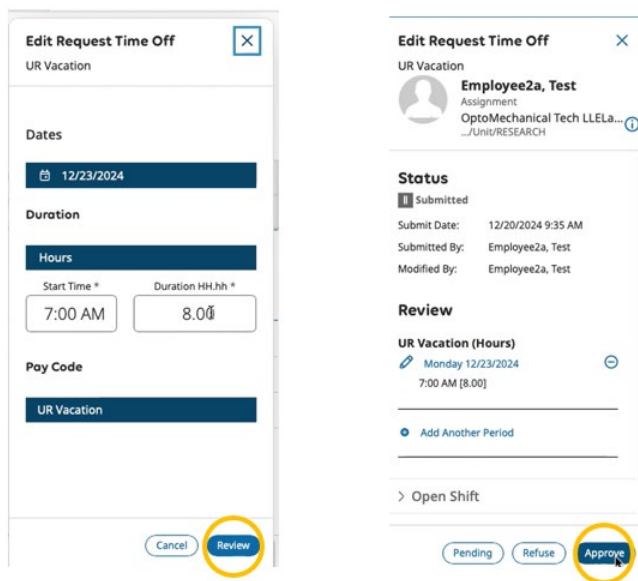 Edit Request Time Off
UR Vacation
Dates
12/23/2024
Duration
Hours
Start Time * Duration HH.hh *
7:00 AM 8.00
Pay Code
UR Vacation
Cancel Review
Edit Request Time Off
UR Vacation
Employee2a, Test
Assignment
OptoMechanical Tech LLELa...
.../Unit/RESEARCH
Status
Submitted
Submit Date: 12/20/2024 9:35 AM
Submitted By: Employee2a, Test
Modified By: Employee2a, Test
Review
UR Vacation (Hours)
Monday 12/23/2024
7:00 AM [8.00]
Add Another Period
Open Shift
Pending Refuse Approve